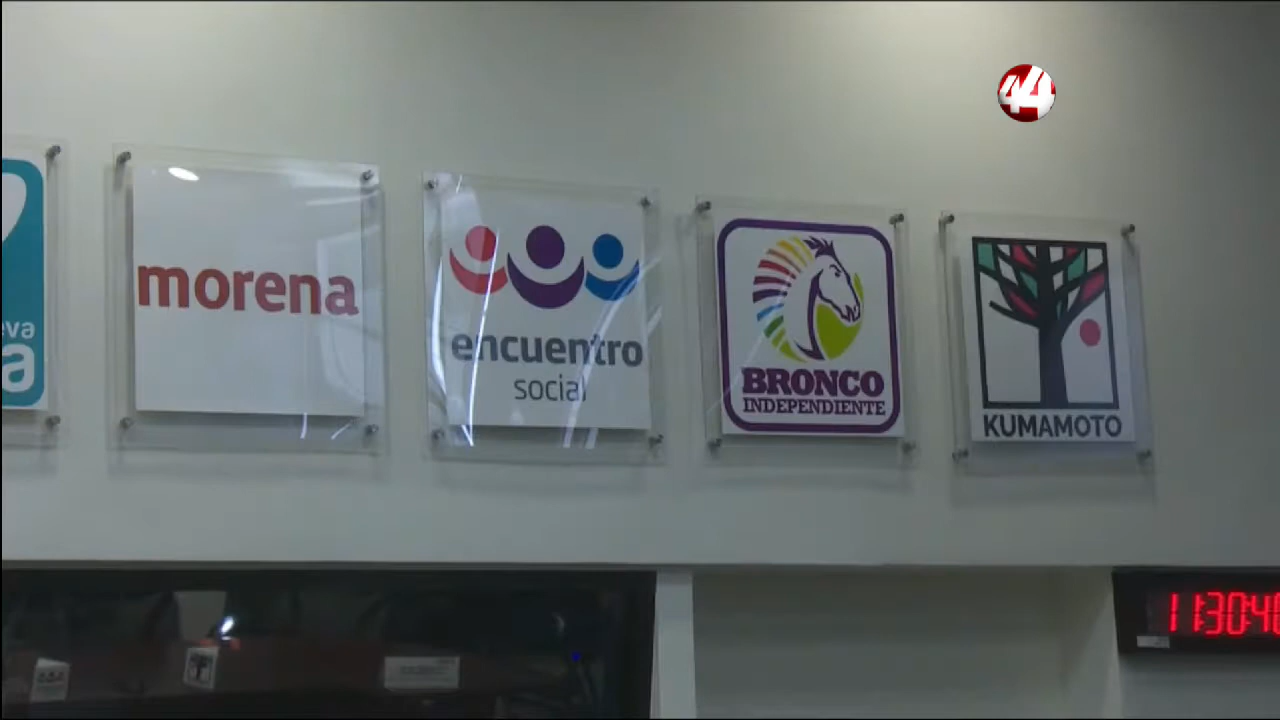 44
eva
a
morena
encuentro
social
BRONCO
INDEPENDIENTE
KUMAMOTO
11:30:40